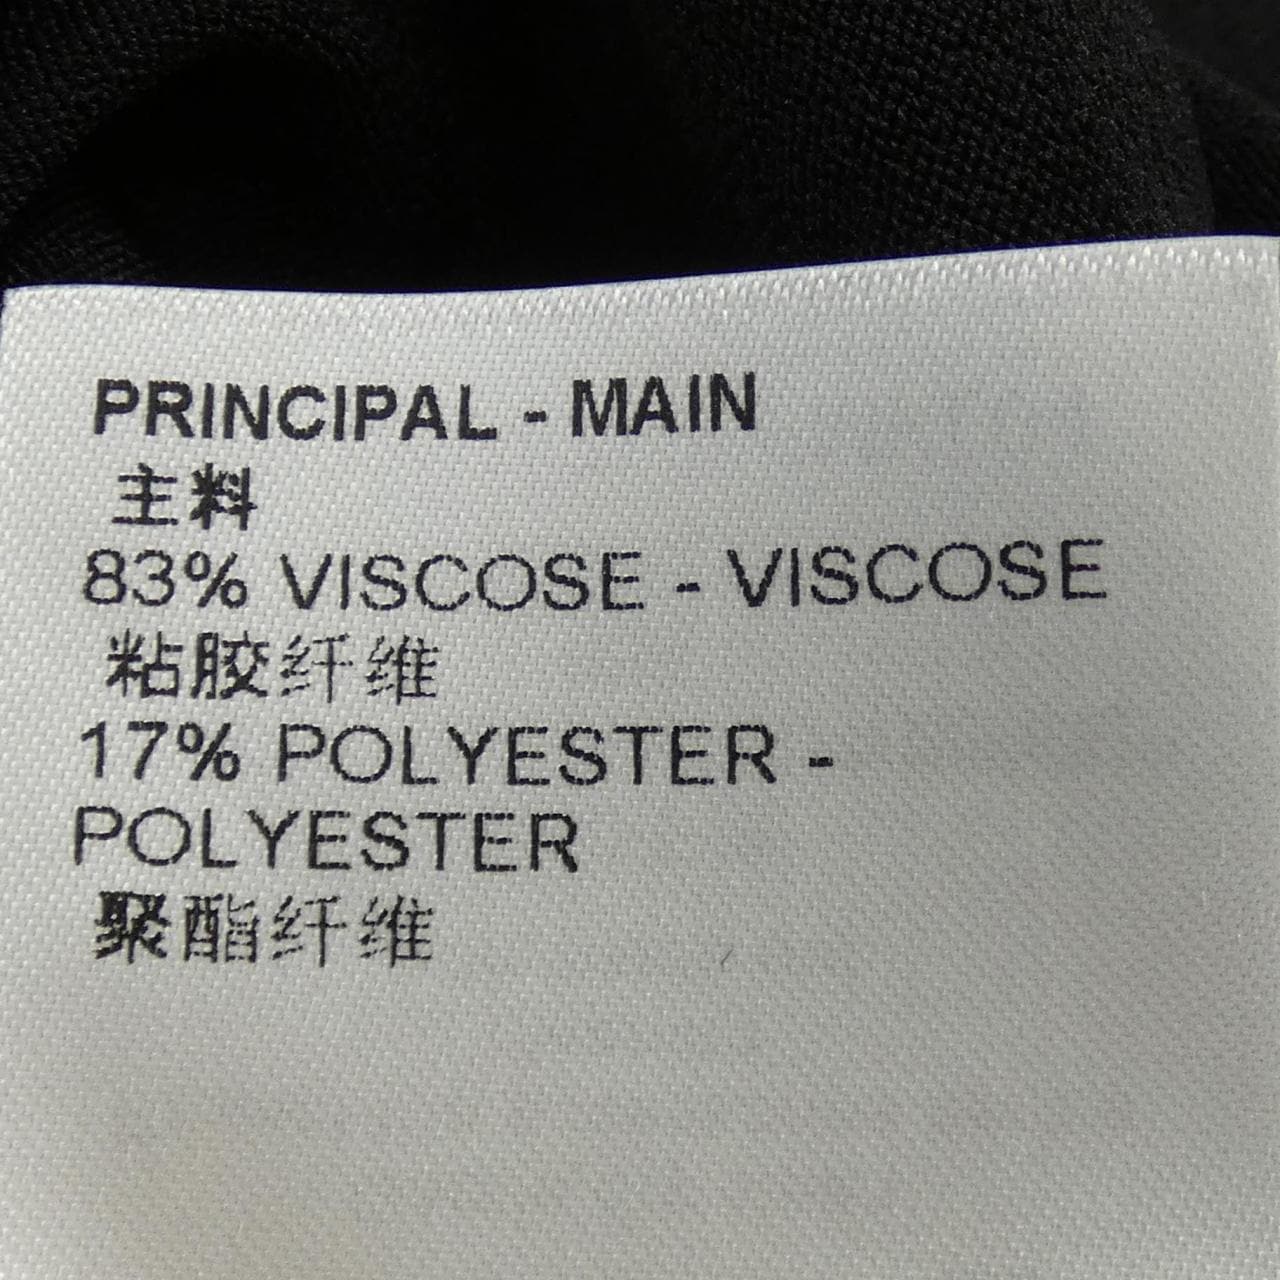 PRINCIPAL - MAIN
主料
83% VISCOSE - VISCOSE
粘胶纤维
17% POLYESTER -
POLYESTER
聚酯纤维